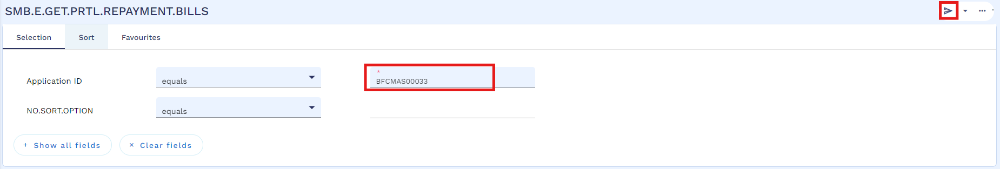 SMB.E.GET.PRTL.REPAYMENT.BILLS
Selection Sort Favourites
*
Application ID equals BFCMAS00033
NO.SORT.OPTION equals
+ Show all fields × Clear fields